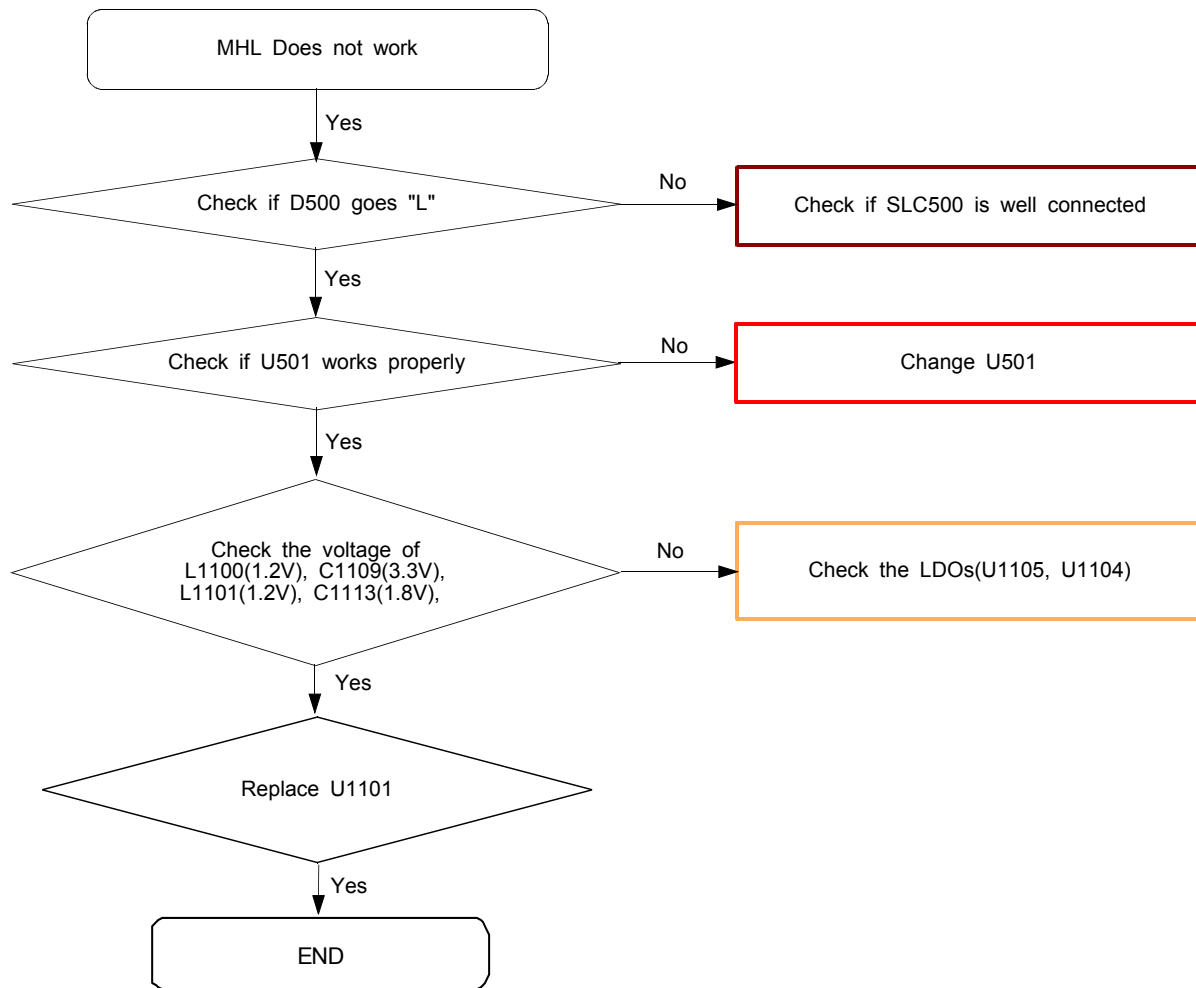 MHL Does not work
Yes
Check if D500 goes "L"
No
Check if SLC500 is well connected
Yes
Check if U501 works properly
No
Change U501
Yes
Check the voltage of
L1100(1.2V), C1109(3.3V),
L1101(1.2V), C1113(1.8V),
No
Check the LDOs(U1105, U1104)
Yes
Replace U1101
Yes
END